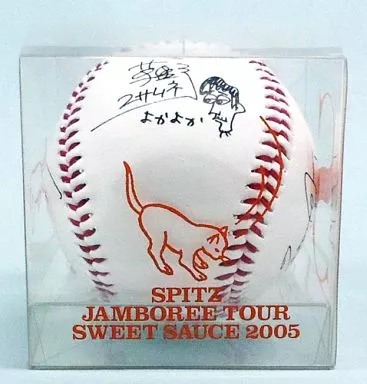 よかよか
SPITZ
JAMBOREE TOUR
SWEET SAUCE 2005